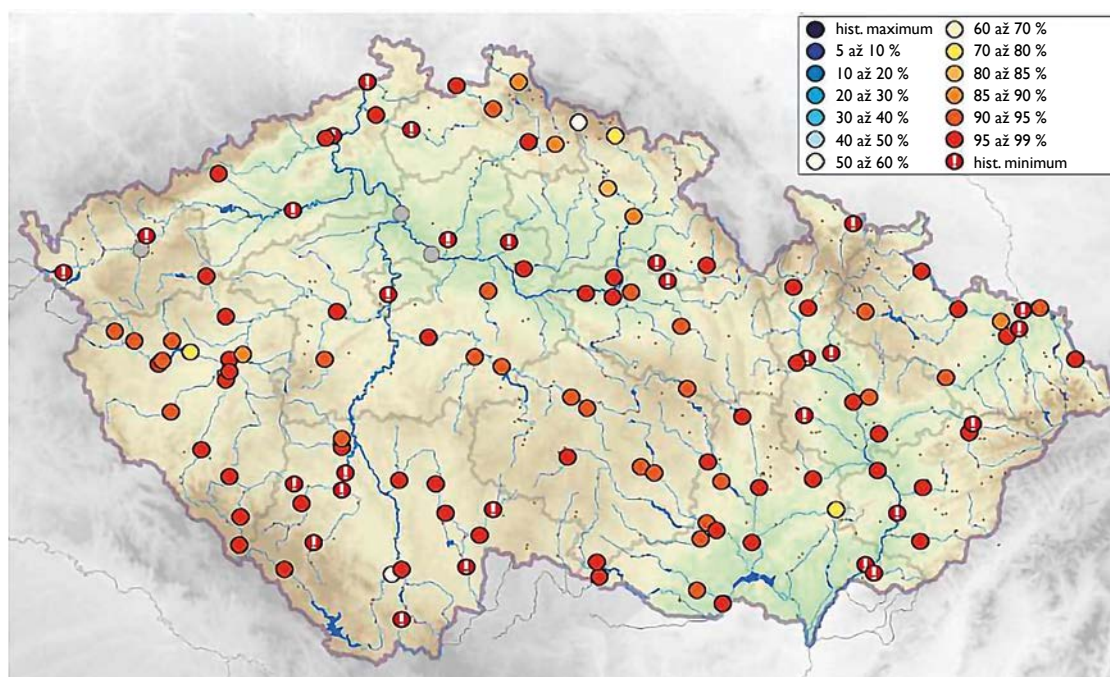 hist. maximum
5 až 10 %
10 až 20 %
20 až 30 %
30 až 40 %
40 až 50 %
50 až 60 %
60 až 70 %
70 až 80 %
80 až 85 %
85 až 90 %
90 až 95 %
95 až 99 %
hist. minimum